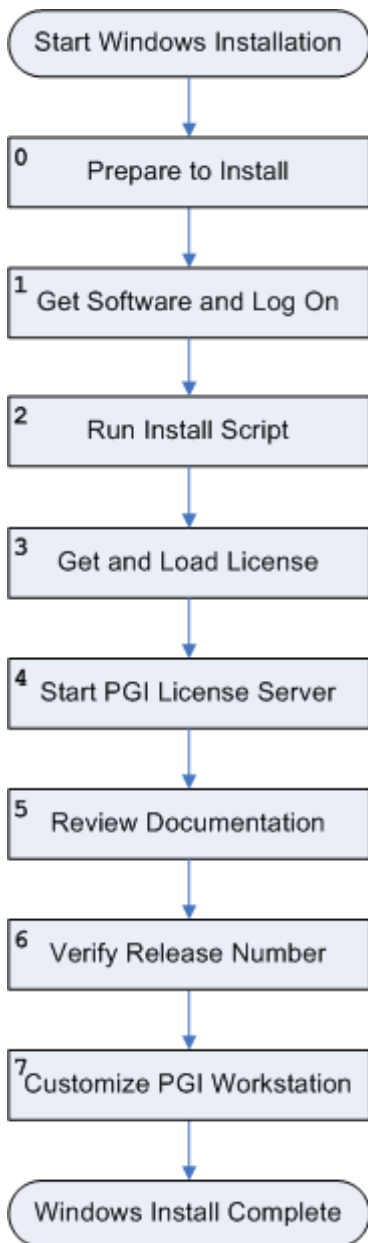 Start Windows Installation
0
Prepare to Install
1
Get Software and Log On
2
Run Install Script
3
Get and Load License
4
Start PGI License Server
5
Review Documentation
6
Verify Release Number
7
Customize PGI Workstation
Windows Install Complete